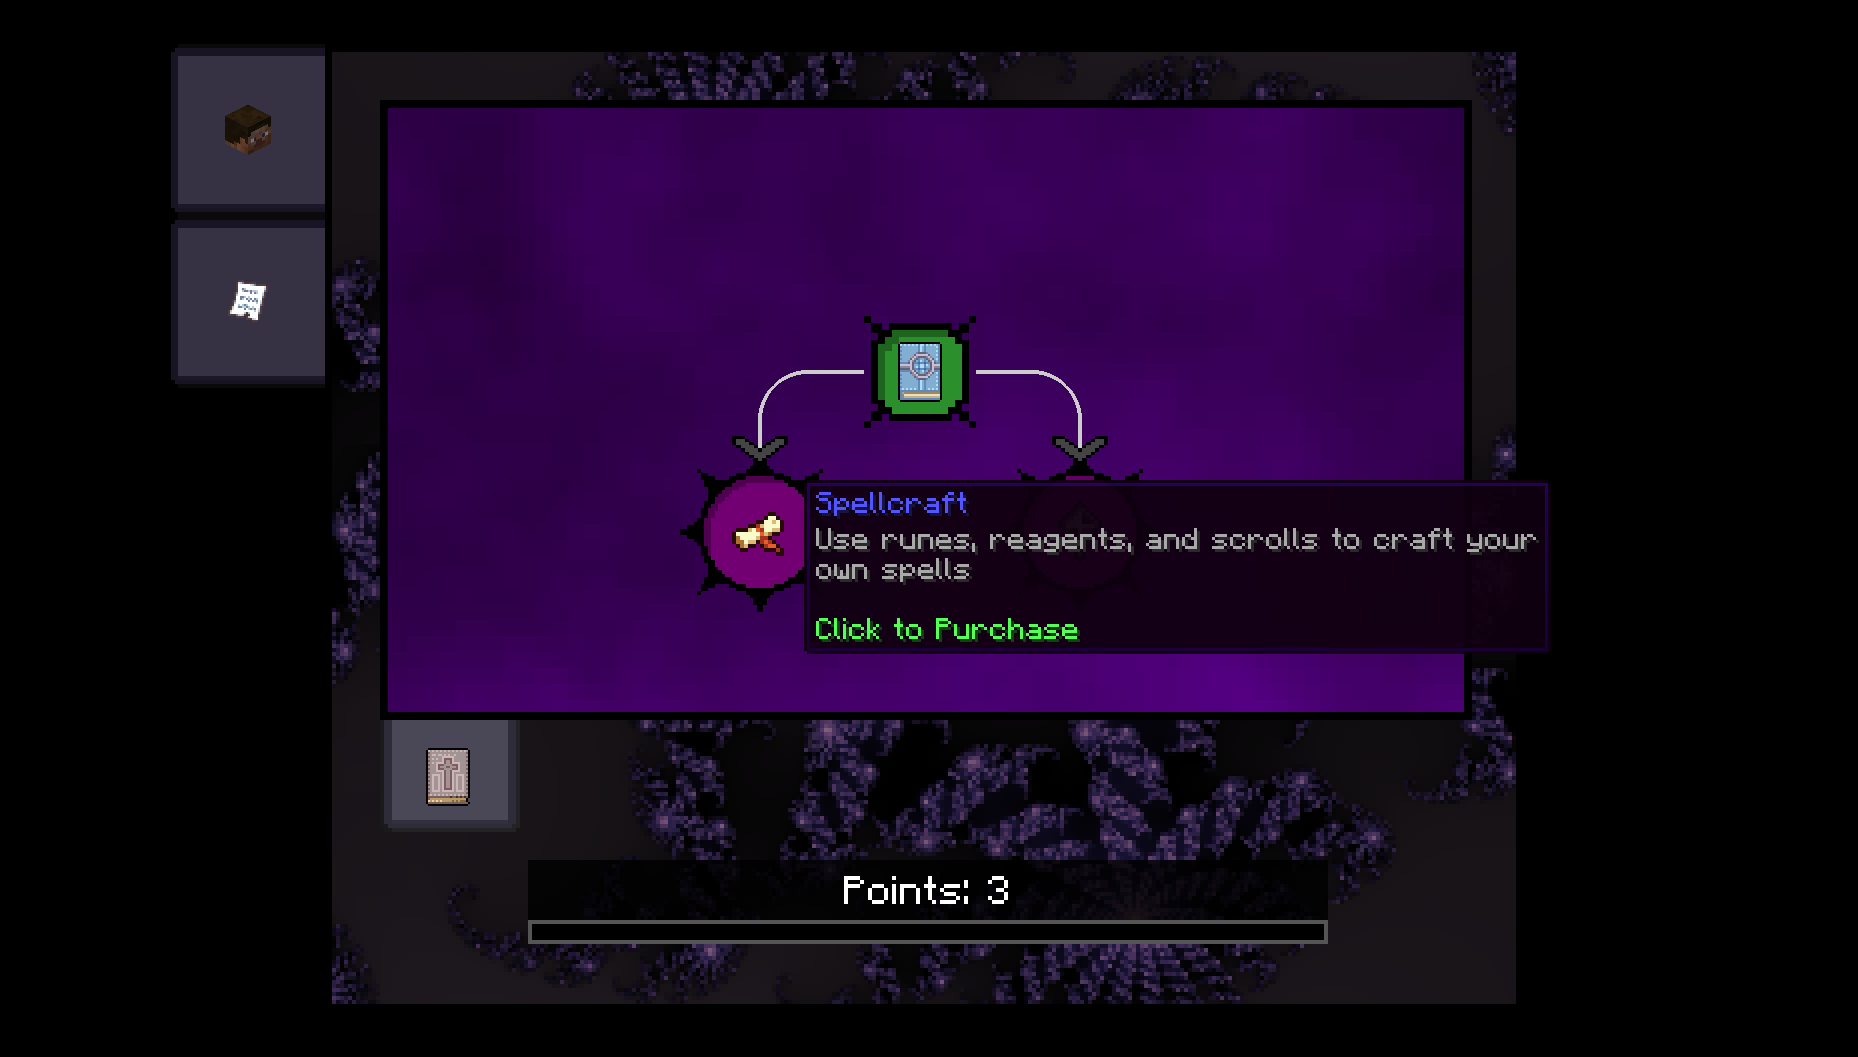 Spellcraft
Use runes, reagents, and scrolls to craft your
own spells
Click to Purchase
Points: 3